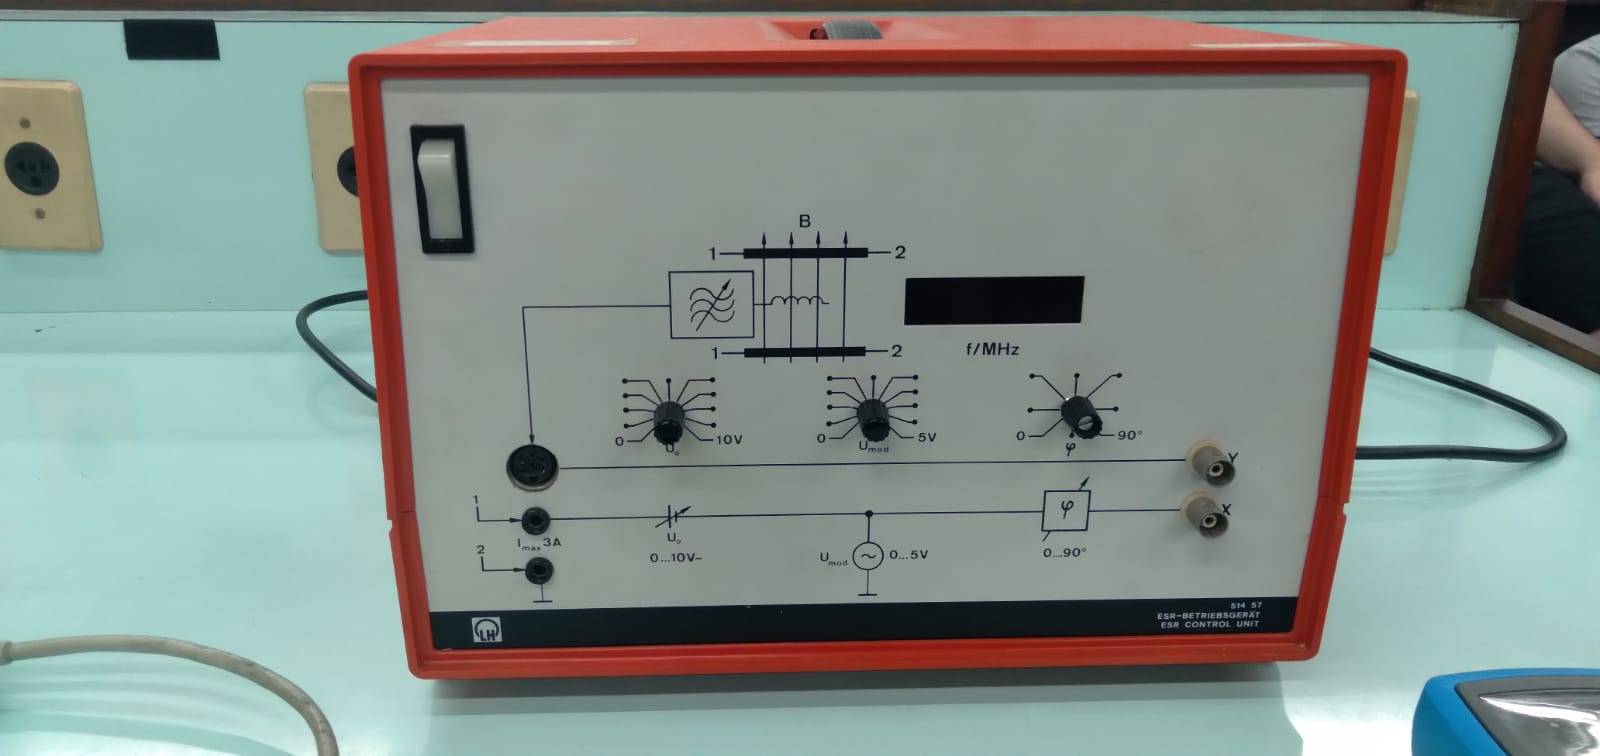 B
1 2
1 2
f/MHz
0 10V
U₀
0 5V
Umod
0 90°
φ
Y
1
Imax 3A
U₀
0...10V-
φ
0...90°
X
2
Umod ~ 0...5V
LH
514 57
ESR-BETRIEBSGERÄT
ESR CONTROL UNIT